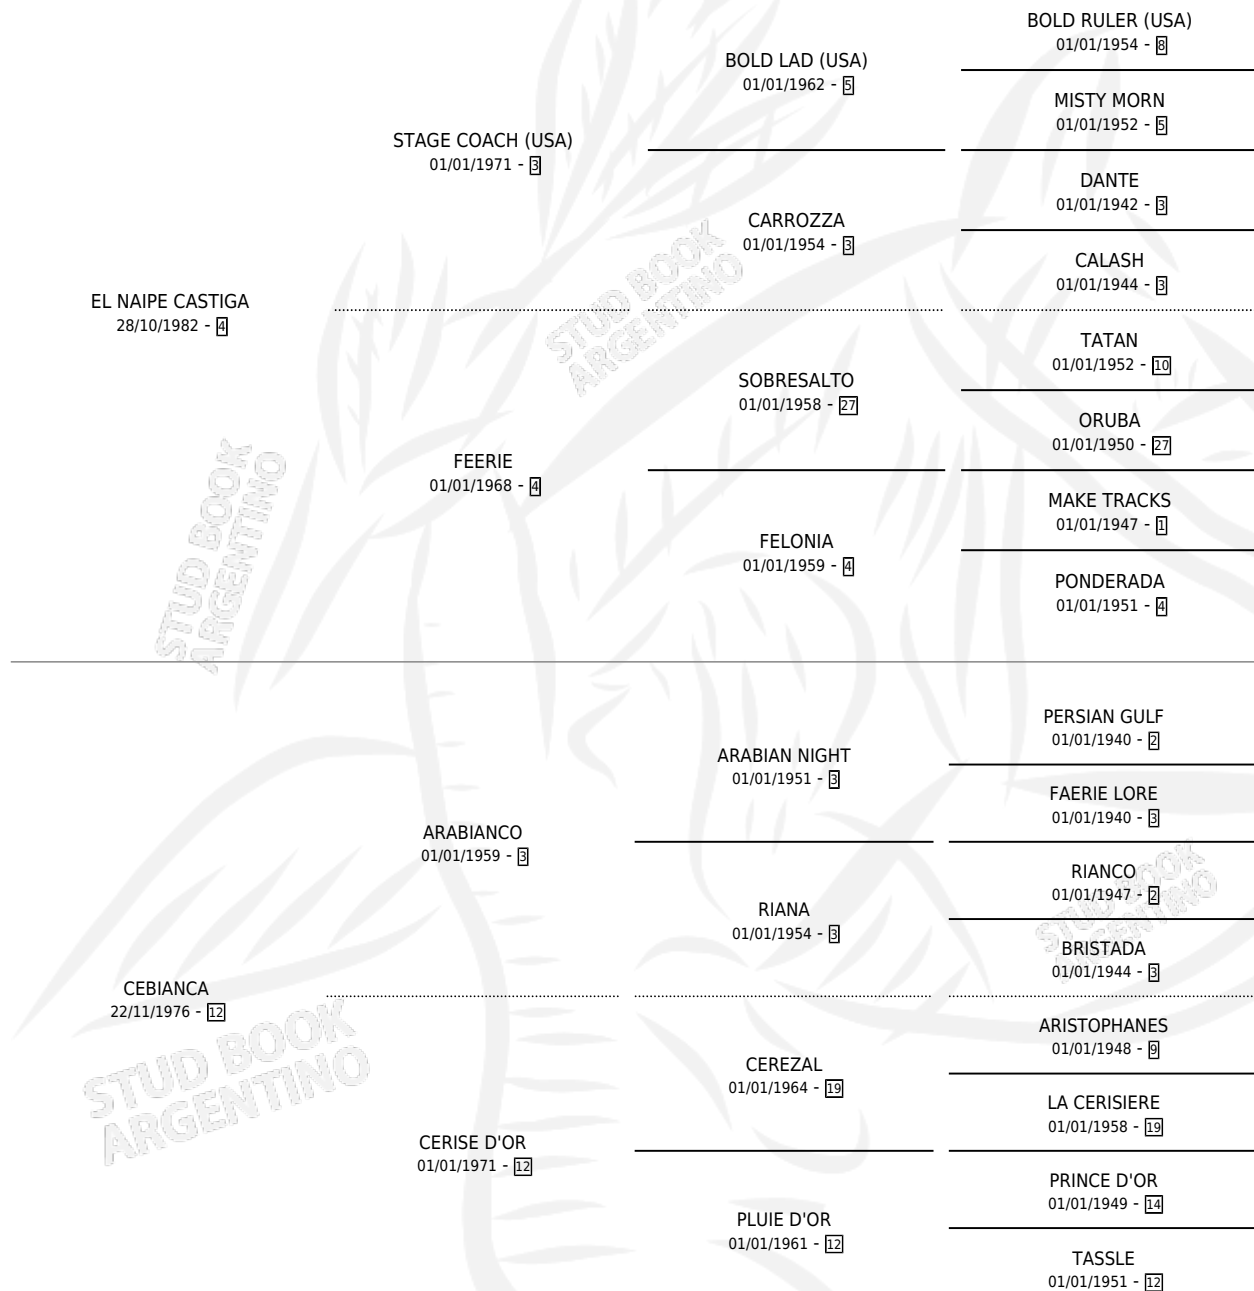 BOLD RULER (USA)
01/01/1954 - 8
BOLD LAD (USA)
01/01/1962 - 5
MISTY MORN
01/01/1952 - 5
STAGE COACH (USA)
01/01/1971 - 3
DANTE
01/01/1942 - 3
CARROZZA
01/01/1954 - 3
CALASH
01/01/1944 - 3
EL NAIPE CASTIGA
28/10/1982 - 4
STUD BOOK
ARGENTINO
TATAN
01/01/1952 - 10
SOBRESALTO
01/01/1958 - 27
ORUBA
01/01/1950 - 27
FEERIE
01/01/1968 - 4
MAKE TRACKS
01/01/1947 - 1
FELONIA
01/01/1959 - 4
PONDERADA
01/01/1951 - 4
STUD BOOK
ARGENTINO
PERSIAN GULF
01/01/1940 - 2
ARABIAN NIGHT
01/01/1951 - 3
FAERIE LORE
01/01/1940 - 3
ARABIANCO
01/01/1959 - 3
RIANCO
01/01/1947 - 2
RIANA
01/01/1954 - 3
STUD BOOK
ARGENTINO
BRISTADA
01/01/1944 - 3
CEBIANCA
22/11/1976 - 12
STUD BOOK
ARGENTINO
ARISTOPHANES
01/01/1948 - 9
CEREZAL
01/01/1964 - 19
LA CERISIERE
01/01/1958 - 19
CERISE D'OR
01/01/1971 - 12
PRINCE D'OR
01/01/1949 - 14
PLUIE D'OR
01/01/1961 - 12
TASSLE
01/01/1951 - 12